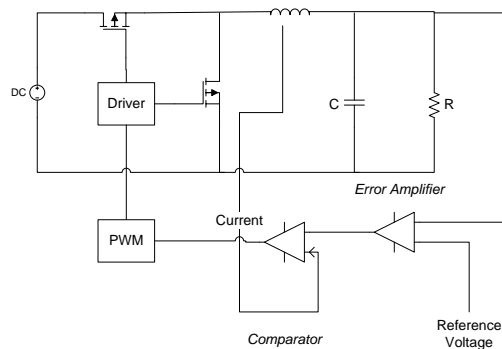 DC
Driver
C
R
Error Amplifier
PWM
Current
Comparator
Reference
Voltage